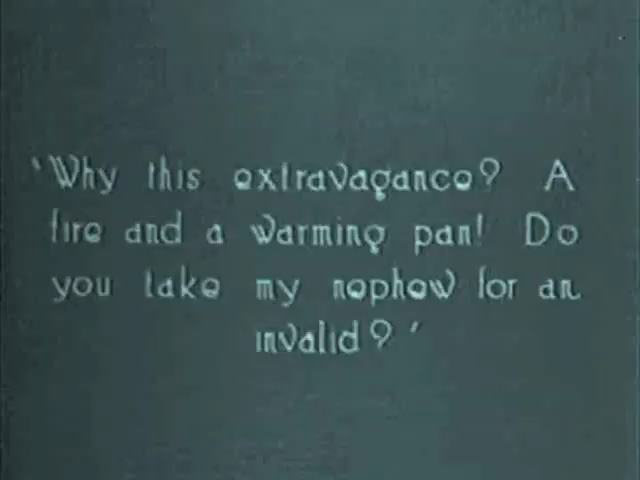 'Why this extravagance? A
fire and a warming pan! Do
you take my nephew for an
invalid?'